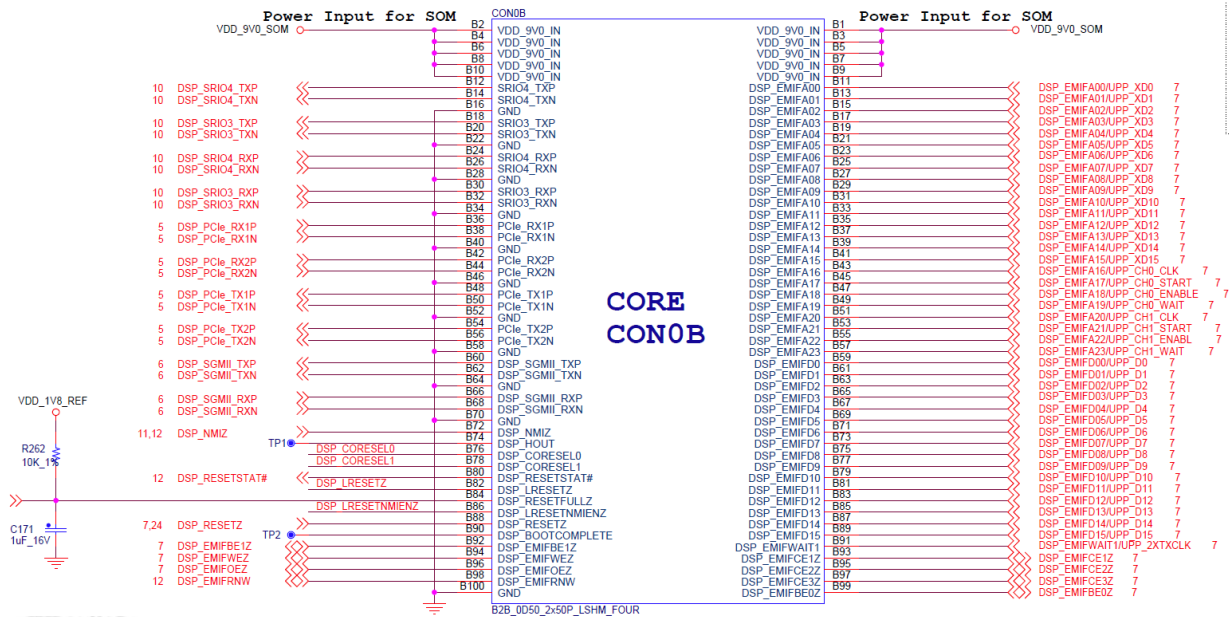 Power Input for SOM CON0B Power Input for SOM
VDD_9V0_SOM B2 VDD_9V0_IN VDD_9V0_IN B1 VDD_9V0_SOM
B4 VDD_9V0_IN VDD_9V0_IN B3
B6 VDD_9V0_IN VDD_9V0_IN B5
B8 VDD_9V0_IN VDD_9V0_IN B7
B10 VDD_9V0_IN VDD_9V0_IN B9
10 DSP_SRIO4_TXP B12 SRIO4_TXP DSP_EMIFA00 B11 DSP_EMIFA00/UPP_XD0 7
10 DSP_SRIO4_TXN B14 SRIO4_TXN DSP_EMIFA01 B13 DSP_EMIFA01/UPP_XD1 7
B16 GND DSP_EMIFA02 B15 DSP_EMIFA02/UPP_XD2 7
10 DSP_SRIO3_TXP B18 SRIO3_TXP DSP_EMIFA03 B17 DSP_EMIFA03/UPP_XD3 7
10 DSP_SRIO3_TXN B20 SRIO3_TXN DSP_EMIFA04 B19 DSP_EMIFA04/UPP_XD4 7
B22 GND DSP_EMIFA05 B21 DSP_EMIFA05/UPP_XD5 7
10 DSP_SRIO4_RXP B24 SRIO4_RXP DSP_EMIFA06 B23 DSP_EMIFA06/UPP_XD6 7
10 DSP_SRIO4_RXN B26 SRIO4_RXN DSP_EMIFA07 B25 DSP_EMIFA07/UPP_XD7 7
B28 GND DSP_EMIFA08 B27 DSP_EMIFA08/UPP_XD8 7
10 DSP_SRIO3_RXP B30 SRIO3_RXP DSP_EMIFA09 B29 DSP_EMIFA09/UPP_XD9 7
10 DSP_SRIO3_RXN B32 SRIO3_RXN DSP_EMIFA10 B31 DSP_EMIFA10/UPP_XD10 7
B34 GND DSP_EMIFA11 B33 DSP_EMIFA11/UPP_XD11 7
5 DSP_PCIe_RX1P B36 PCIe_RX1P DSP_EMIFA12 B35 DSP_EMIFA12/UPP_XD12 7
5 DSP_PCIe_RX1N B38 PCIe_RX1N DSP_EMIFA13 B37 DSP_EMIFA13/UPP_XD13 7
B40 GND DSP_EMIFA14 B39 DSP_EMIFA14/UPP_XD14 7
5 DSP_PCIe_RX2P B42 PCIe_RX2P DSP_EMIFA15 B41 DSP_EMIFA15/UPP_XD15 7
5 DSP_PCIe_RX2N B44 PCIe_RX2N DSP_EMIFA16 B43 DSP_EMIFA16/UPP_CH0_CLK 7
B46 GND DSP_EMIFA17 B45 DSP_EMIFA17/UPP_CH0_START 7
5 DSP_PCIe_TX1P B48 PCIe_TX1P DSP_EMIFA18 B47 DSP_EMIFA18/UPP_CH0_ENABLE 7
5 DSP_PCIe_TX1N B50 PCIe_TX1N DSP_EMIFA19 B49 DSP_EMIFA19/UPP_CH0_WAIT 7
B52 GND DSP_EMIFA20 B51 DSP_EMIFA20/UPP_CH1_CLK 7
5 DSP_PCIe_TX2P B54 PCIe_TX2P DSP_EMIFA21 B53 DSP_EMIFA21/UPP_CH1_START 7
5 DSP_PCIe_TX2N B56 PCIe_TX2N DSP_EMIFA22 B55 DSP_EMIFA22/UPP_CH1_ENABL 7
B58 GND DSP_EMIFA23 B57 DSP_EMIFA23/UPP_CH1_WAIT 7
CORE
CON0B
6 DSP_SGMII_TXP B60 DSP_SGMII_TXP DSP_EMIFD0 B59 DSP_EMIFD00/UPP_D0 7
6 DSP_SGMII_TXN B62 DSP_SGMII_TXN DSP_EMIFD1 B61 DSP_EMIFD01/UPP_D1 7
B64 GND DSP_EMIFD2 B63 DSP_EMIFD02/UPP_D2 7
6 DSP_SGMII_RXP B66 DSP_SGMII_RXP DSP_EMIFD3 B65 DSP_EMIFD03/UPP_D3 7
6 DSP_SGMII_RXN B68 DSP_SGMII_RXN DSP_EMIFD4 B67 DSP_EMIFD04/UPP_D4 7
B70 GND DSP_EMIFD5 B69 DSP_EMIFD05/UPP_D5 7
11,12 DSP_NMIZ B72 DSP_NMIZ DSP_EMIFD6 B71 DSP_EMIFD06/UPP_D6 7
TP1 B74 DSP_HOUT DSP_EMIFD7 B73 DSP_EMIFD07/UPP_D7 7
DSP_CORESEL0 B76 DSP_CORESEL0 DSP_EMIFD8 B75 DSP_EMIFD08/UPP_D8 7
DSP_CORESEL1 B78 DSP_CORESEL1 DSP_EMIFD9 B77 DSP_EMIFD09/UPP_D9 7
12 DSP_RESETSTAT# B80 DSP_RESETSTAT# DSP_EMIFD10 B79 DSP_EMIFD10/UPP_D10 7
DSP_LRESETZ B82 DSP_LRESETZ DSP_EMIFD11 B81 DSP_EMIFD11/UPP_D11 7
B84 DSP_RESETFULLZ DSP_EMIFD12 B83 DSP_EMIFD12/UPP_D12 7
DSP_LRESETNMIENZ B86 DSP_LRESETNMIENZ DSP_EMIFD13 B85 DSP_EMIFD13/UPP_D13 7
7,24 DSP_RESETZ B88 DSP_RESETZ DSP_EMIFD14 B87 DSP_EMIFD14/UPP_D14 7
TP2 B90 DSP_BOOTCOMPLETE DSP_EMIFD15 B89 DSP_EMIFD15/UPP_D15 7
7 DSP_EMIFBE1Z B92 DSP_EMIFBE1Z DSP_EMIFWAIT1 B91 DSP_EMIFWAIT1/UPP_2XTXCLK 7
7 DSP_EMIFWEZ B94 DSP_EMIFWEZ DSP_EMIFCE1Z B93 DSP_EMIFCE1Z 7
7 DSP_EMIFOEZ B96 DSP_EMIFOEZ DSP_EMIFCE2Z B95 DSP_EMIFCE2Z 7
12 DSP_EMIFRNW B98 DSP_EMIFRNW DSP_EMIFCE3Z B97 DSP_EMIFCE3Z 7
B100 GND DSP_EMIFBE0Z B99 DSP_EMIFBE0Z 7
B2B_0D50_2x50P_LSHM_FOUR
VDD_1V8_REF
R262
10K_1%
C171
1uF_16V